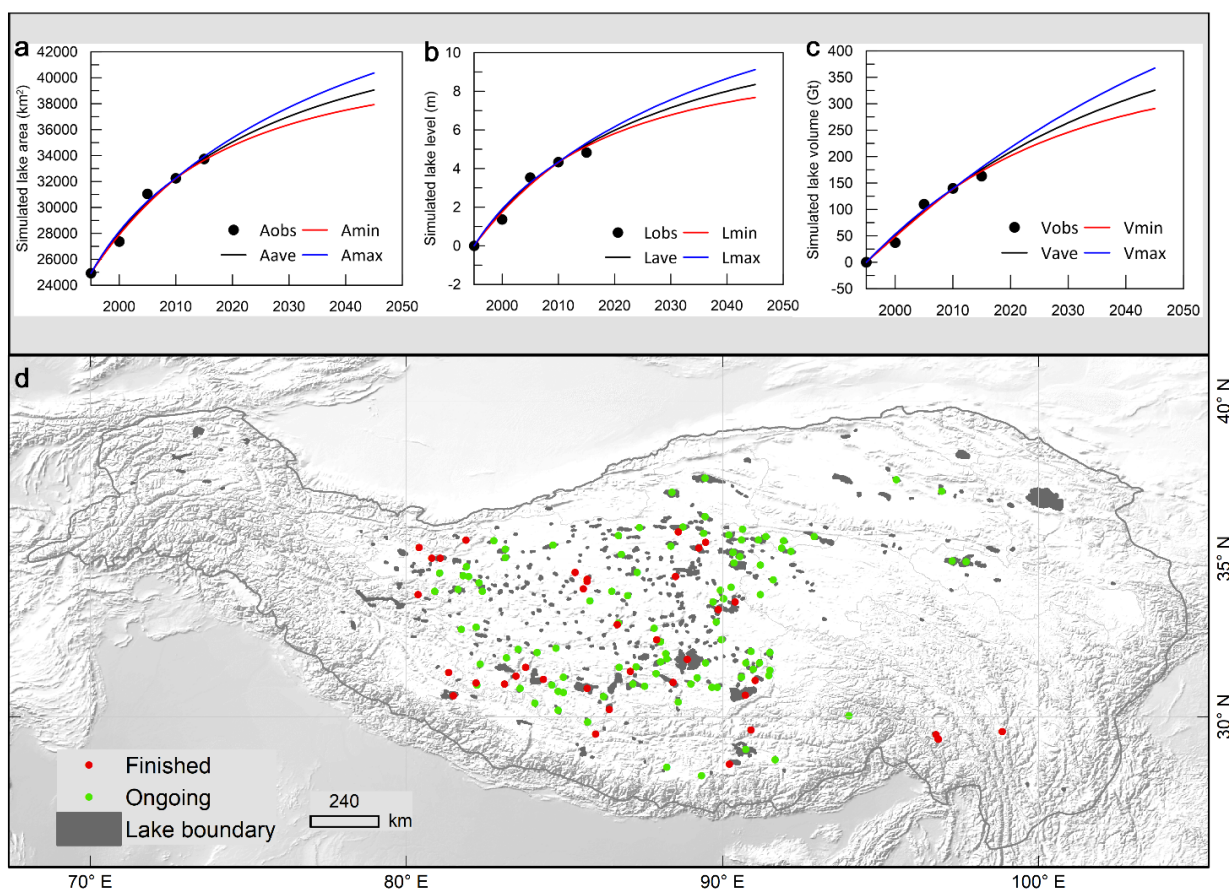 a
Simulated lake area (km²)
42000
40000
38000
36000
34000
32000
30000
28000
26000
24000
2000 2010 2020 2030 2040 2050
Aobs Amin
Aave Amax
b
Simulated lake level (m)
10
8
6
4
2
0
-2
2000 2010 2020 2030 2040 2050
Lobs Lmin
Lave Lmax
c
Simulated lake volume (Gt)
400
350
300
250
200
150
100
50
0
-50
2000 2010 2020 2030 2040 2050
Vobs Vmin
Vave Vmax
d
40° N
35° N
30° N
Finished
Ongoing
Lake boundary
240
km
70° E 80° E 90° E 100° E